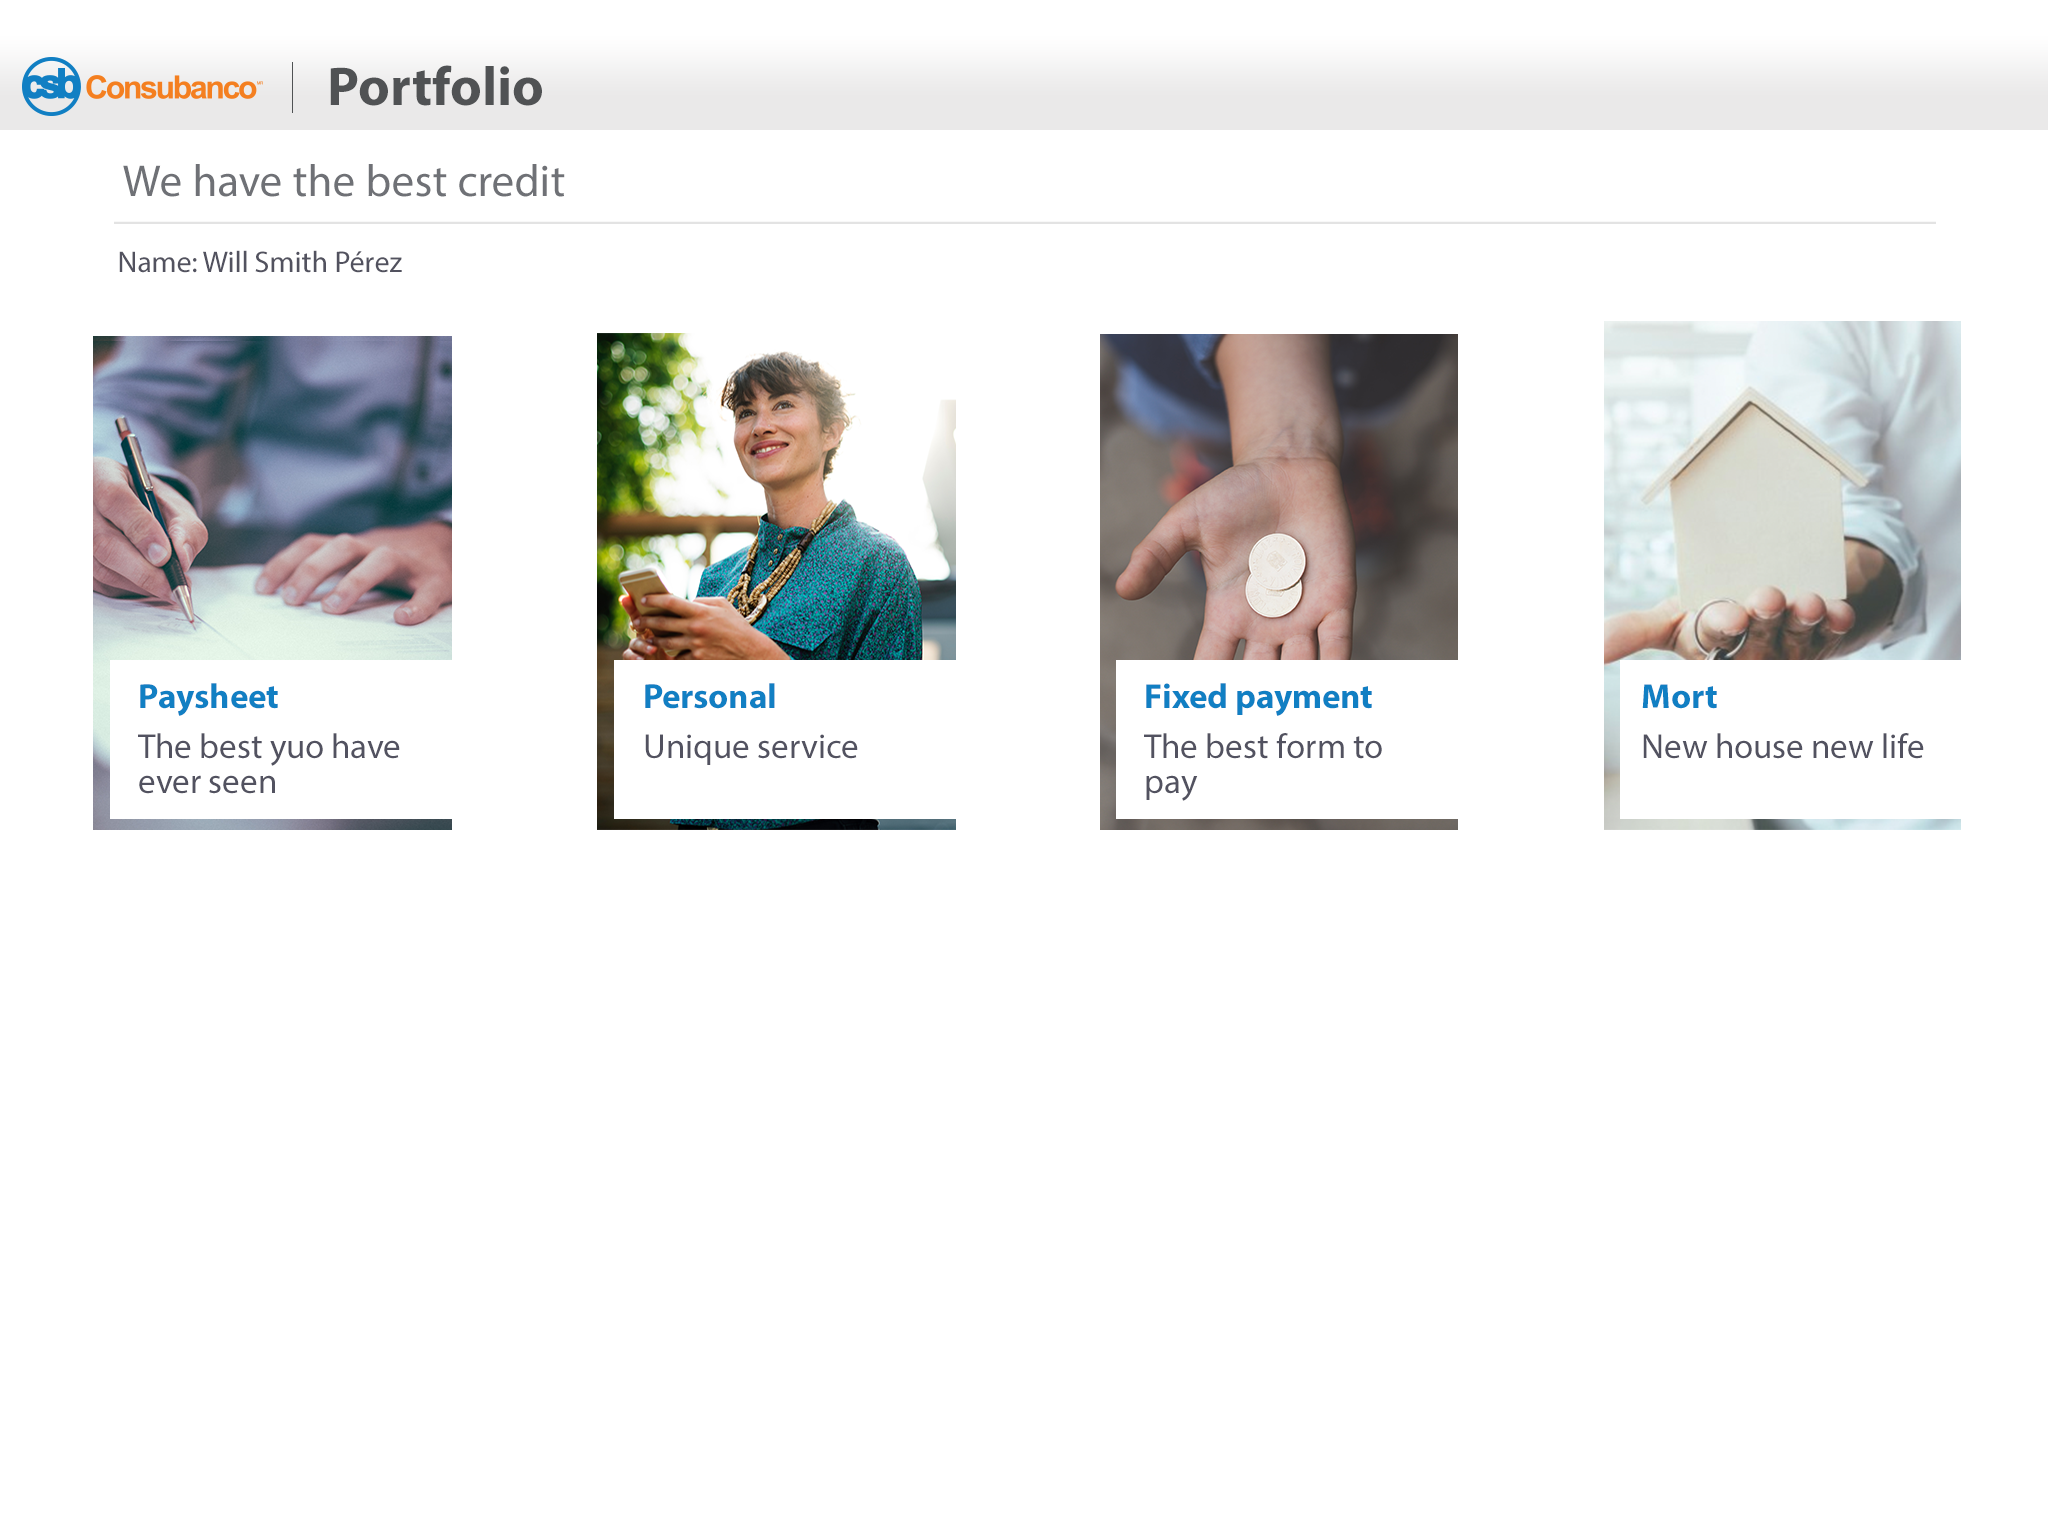 csb Consubanco
Portfolio
We have the best credit
Name: Will Smith Pérez
Paysheet
The best yuo have
ever seen
Personal
Unique service
Fixed payment
The best form to
pay
Mort
New house new life